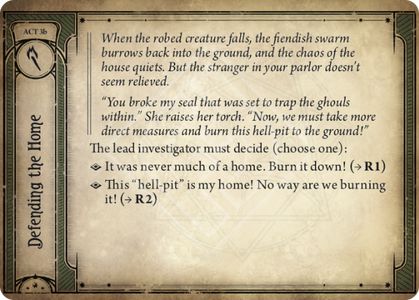 ACT 3b
Defending the Home
When the robed creature falls, the fiendish swarm
burrows back into the ground, and the chaos of the
house quiets. But the stranger in your parlor doesn't
seem relieved.
“You broke my seal that was set to trap the ghouls
within.” She raises her torch. “Now, we must take more
direct measures and burn this hell-pit to the ground!”
The lead investigator must decide (choose one):
It was never much of a home. Burn it down! (→ R1)
This “hell-pit” is my home! No way are we burning
it! (→ R2)